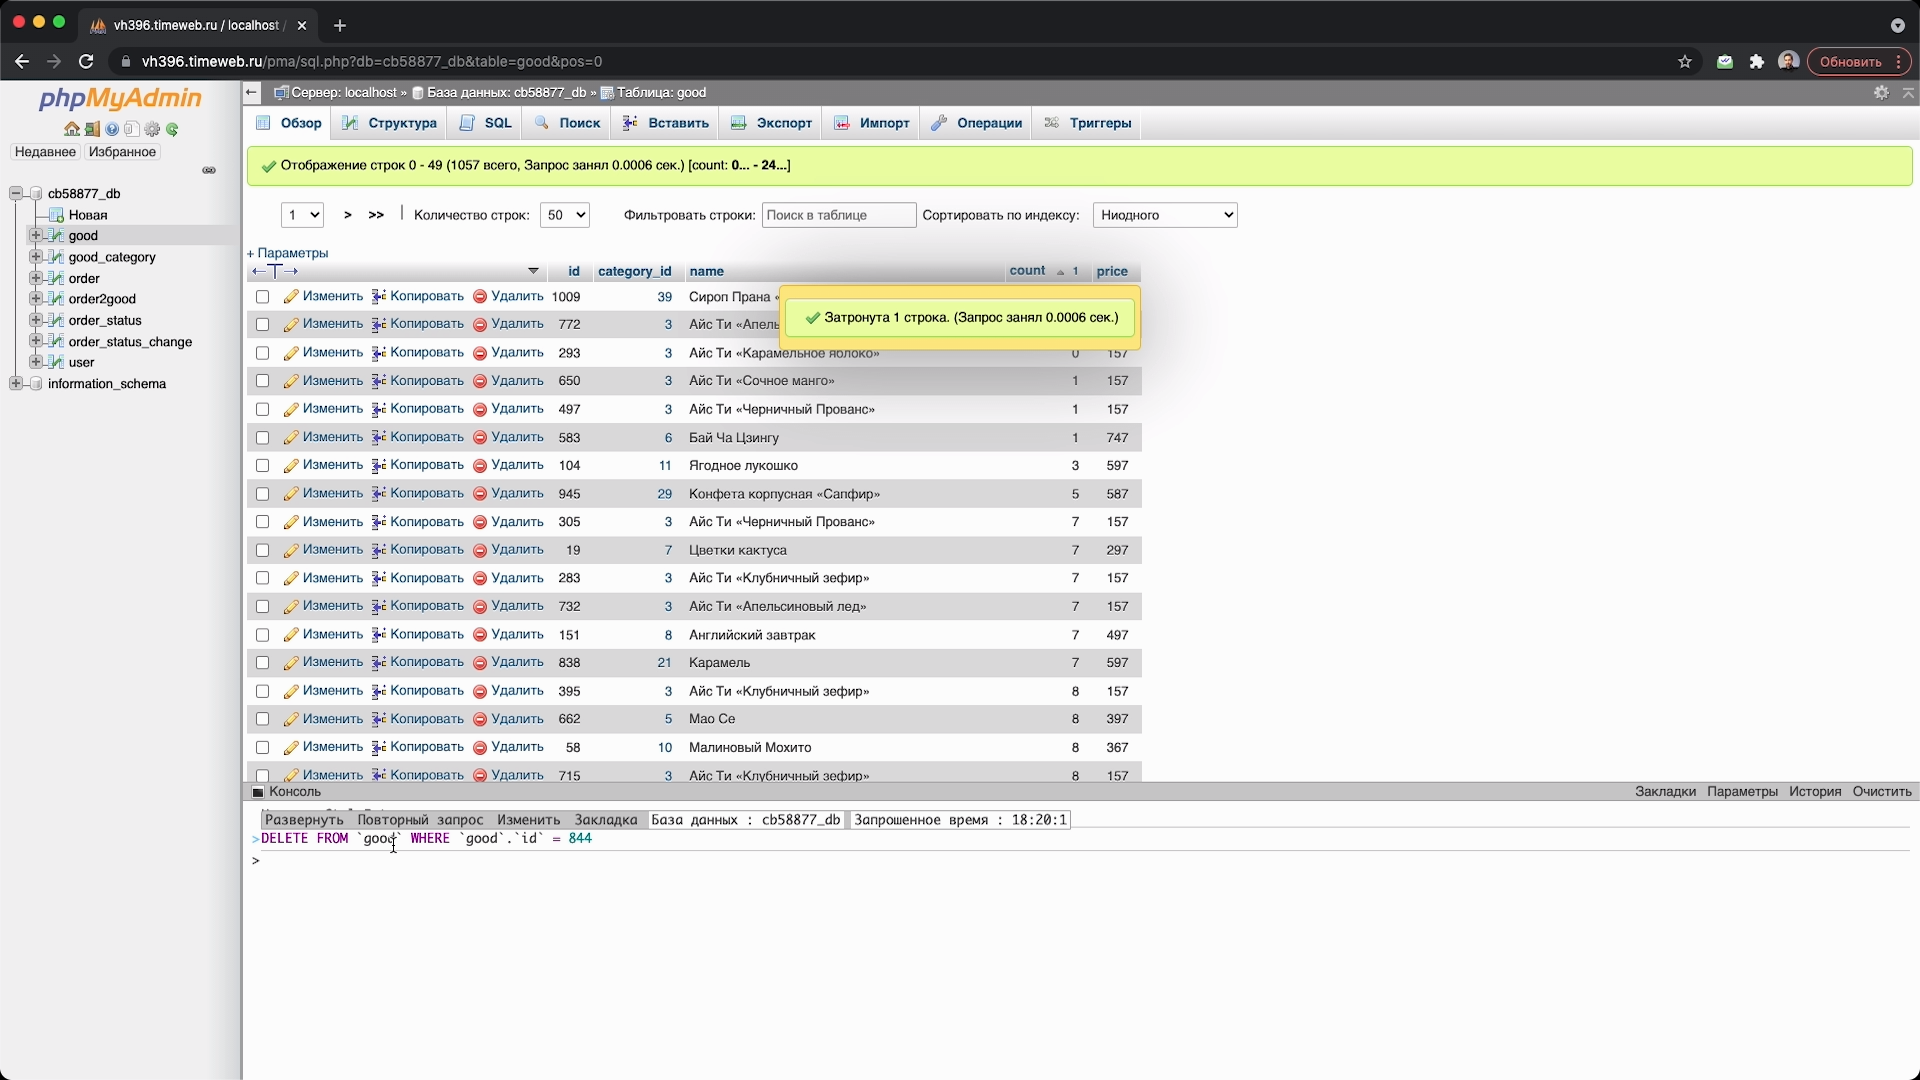 vh396.timeweb.ru / localhost /
vh396.timeweb.ru/pma/sql.php?db=cb58877_db&table=good&pos=0
Обновить
phpMyAdmin
Недавнее Избранное
cb58877_db
Новая
good
good_category
order
order2good
order_status
order_status_change
user
information_schema
Сервер: localhost » База данных: cb58877_db » Таблица: good
Обзор Структура SQL Поиск Вставить Экспорт Импорт Операции Триггеры
Отображение строк 0 - 49 (1057 всего, Запрос занял 0.0006 сек.) [count: 0... - 24...]
1 > >> | Количество строк: 50 Фильтровать строки: Поиск в таблице Сортировать по индексу: Ниодного
+ Параметры
←T→ id category_id name count 1 price
Изменить Копировать Удалить 1009 39 Сироп Прана «
Изменить Копировать Удалить 772 3 Айс Ти «Апель
Затронута 1 строка. (Запрос занял 0.0006 сек.)
Изменить Копировать Удалить 293 3 Айс Ти «Карамельное яблоко» 0 157
Изменить Копировать Удалить 650 3 Айс Ти «Сочное манго» 1 157
Изменить Копировать Удалить 497 3 Айс Ти «Черничный Прованс» 1 157
Изменить Копировать Удалить 583 6 Бай Ча Цзингу 1 747
Изменить Копировать Удалить 104 11 Ягодное лукошко 3 597
Изменить Копировать Удалить 945 29 Конфета корпусная «Сапфир» 5 587
Изменить Копировать Удалить 305 3 Айс Ти «Черничный Прованс» 7 157
Изменить Копировать Удалить 19 7 Цветки кактуса 7 297
Изменить Копировать Удалить 283 3 Айс Ти «Клубничный зефир» 7 157
Изменить Копировать Удалить 732 3 Айс Ти «Апельсиновый лед» 7 157
Изменить Копировать Удалить 151 8 Английский завтрак 7 497
Изменить Копировать Удалить 838 21 Карамель 7 597
Изменить Копировать Удалить 395 3 Айс Ти «Клубничный зефир» 8 157
Изменить Копировать Удалить 662 5 Мао Се 8 397
Изменить Копировать Удалить 58 10 Малиновый Мохито 8 367
Изменить Копировать Удалить 715 3 Айс Ти «Клубничный зефир» 8 157
Консоль Закладки Параметры История Очистить
Развернуть Повторный запрос Изменить Закладка База данных : cb58877_db Запрошенное время : 18:20:1
>DELETE FROM `good` WHERE `good`.`id` = 844
>